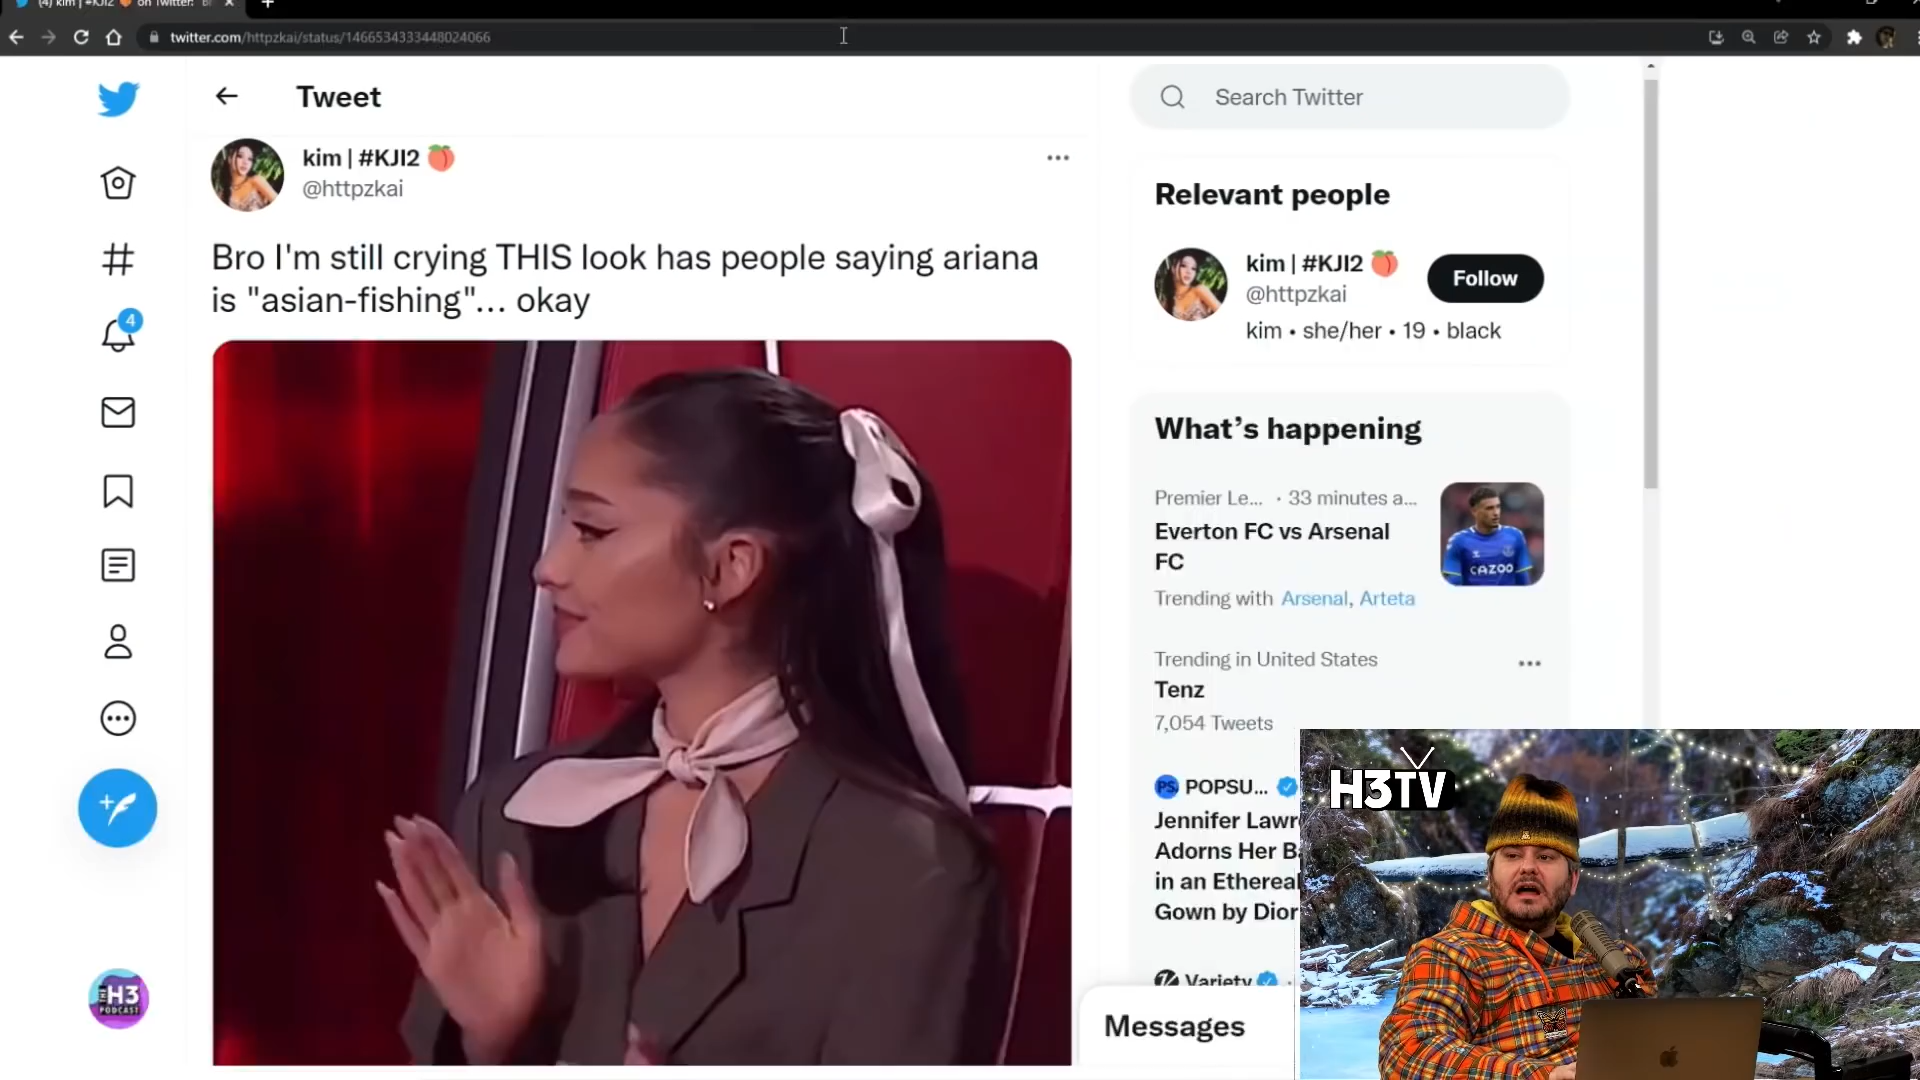 (4) kim | #KJI2 🍑 on Twitter: "B
twitter.com/httpzkai/status/1466534333448024066
Tweet
Search Twitter
kim | #KJI2 🍑
@httpzkai
Bro I'm still crying THIS look has people saying ariana
is "asian-fishing"... okay
4
Relevant people
kim | #KJI2 🍑
@httpzkai
Follow
kim • she/her • 19 • black
What's happening
Premier Le... · 33 minutes a...
Everton FC vs Arsenal
FC
Trending with Arsenal, Arteta
CAZOO
Trending in United States
Tenz
7,054 Tweets
PS POPSU...
Jennifer Lawr
Adorns Her B
in an Ethereal
Gown by Dior
Variety
Messages
H3TV
THE
H3
PODCAST